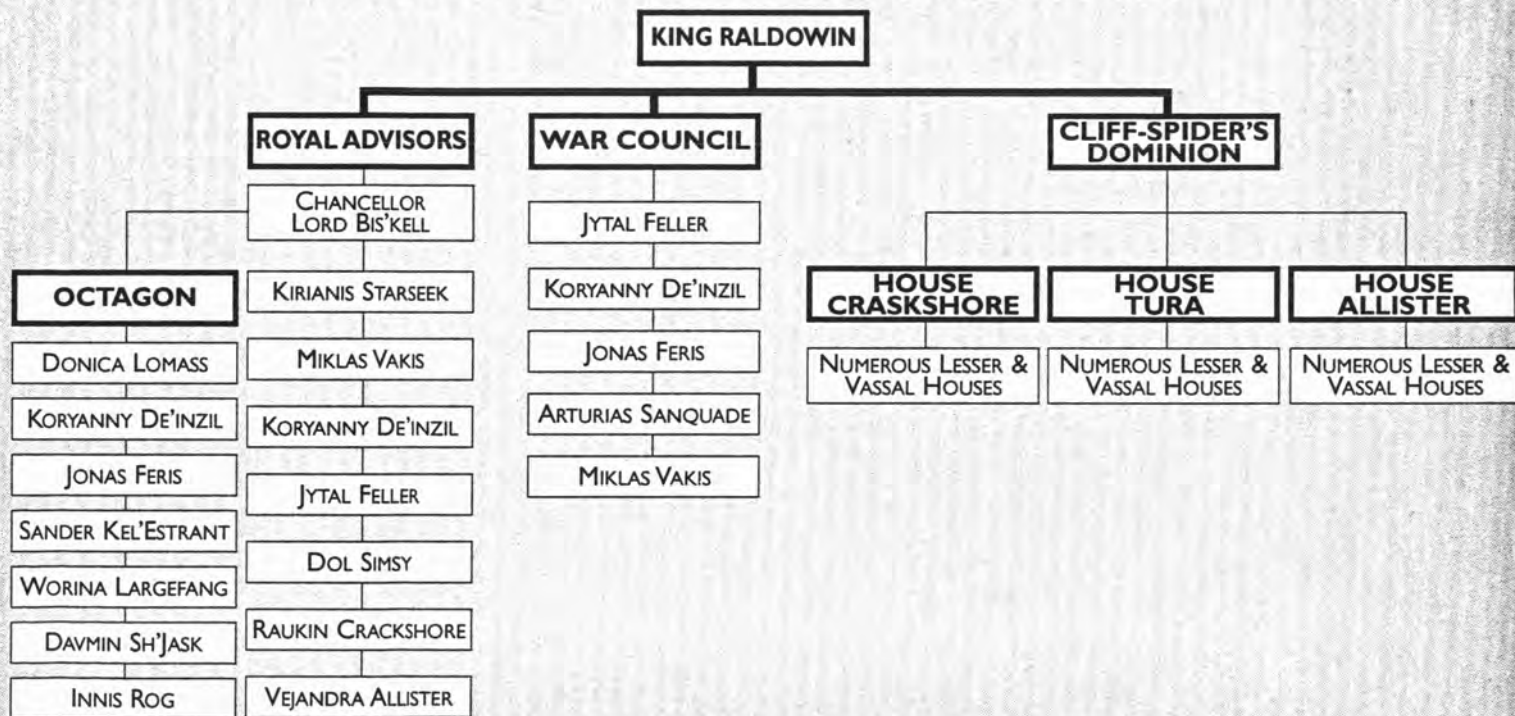 KING RALDOWIN
ROYAL ADVISORS
CHANCELLOR
LORD BIS'KELL
KIRIANIS STARSEEK
MIKLAS VAKIS
KORYANNY DE'INZIL
JYTAL FELLER
DOL SIMSY
RAUKIN CRACKSHORE
VEJANDRA ALLISTER
OCTAGON
DONICA LOMASS
KORYANNY DE'INZIL
JONAS FERIS
SANDER KEL'ESTRANT
WORINA LARGEFANG
DAVMIN SH'JASK
INNIS ROG
WAR COUNCIL
JYTAL FELLER
KORYANNY DE'INZIL
JONAS FERIS
ARTURIAS SANQUADE
MIKLAS VAKIS
CLIFF-SPIDER'S
DOMINION
HOUSE
CRASKSHORE
NUMEROUS LESSER &
VASSAL HOUSES
HOUSE
TURA
NUMEROUS LESSER &
VASSAL HOUSES
HOUSE
ALLISTER
NUMEROUS LESSER &
VASSAL HOUSES